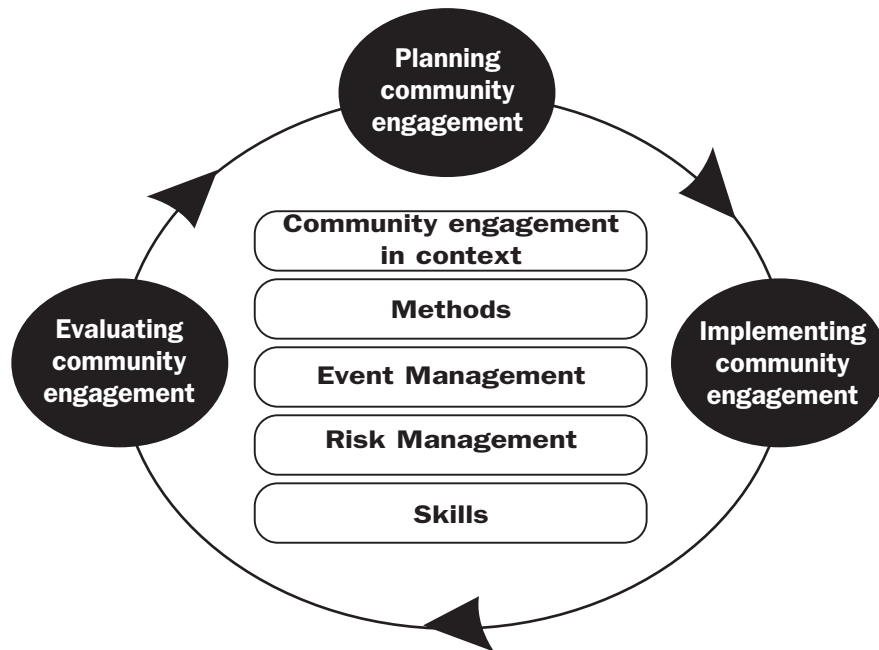 Planning
community
engagement
Community engagement
in context
Methods
Event Management
Risk Management
Skills
Evaluating
community
engagement
Implementing
community
engagement